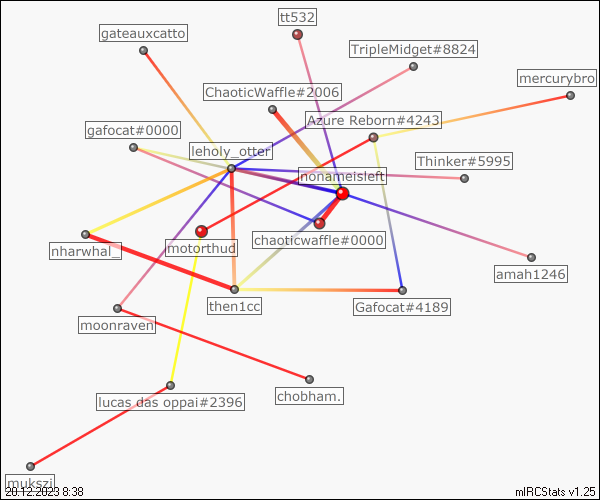 tt532
gateauxcatto
TripleMidget#8824
mercurybro
ChaoticWaffle#2006
Azure Reborn#4243
gafocat#0000
leholy_otter
Thinker#5995
nonameisleft
chaoticwaffle#0000
motorthud
nharwhal_
amah1246
then1cc
Gafocat#4189
moonraven
chobham.
lucas das oppai#2396
mukszi
20.12.2023 8:38
mIRCStats v1.25